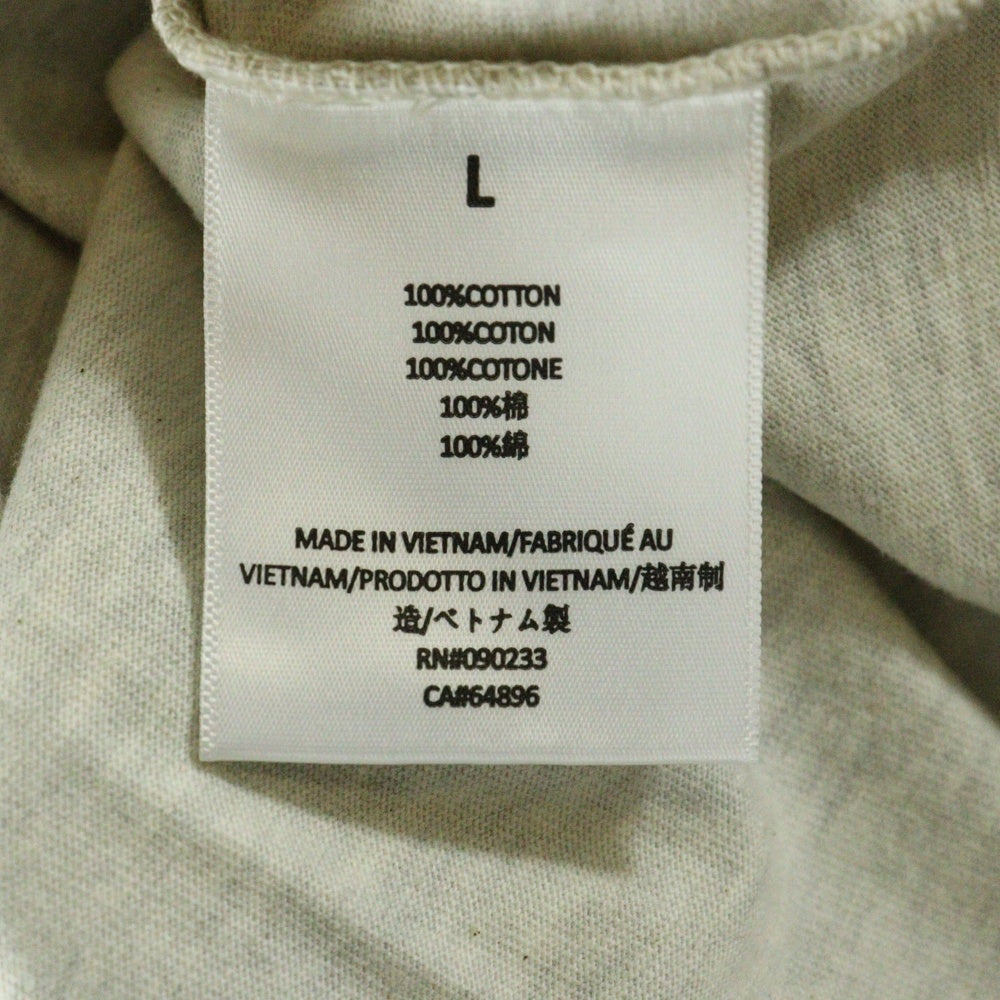 L
100%COTTON
100%COTON
100%COTONE
100%棉
100%綿
MADE IN VIETNAM/FABRIQUÉ AU
VIETNAM/PRODOTTO IN VIETNAM/越南制
造/ベトナム製
RN#090233
CA#64896